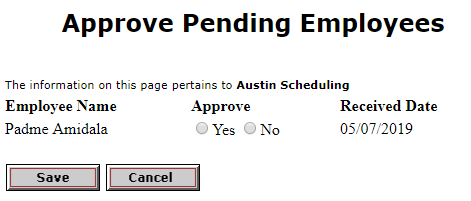 Approve Pending Employees
The information on this page pertains to Austin Scheduling
Employee Name Approve Received Date
Padme Amidala Yes No 05/07/2019
Save Cancel